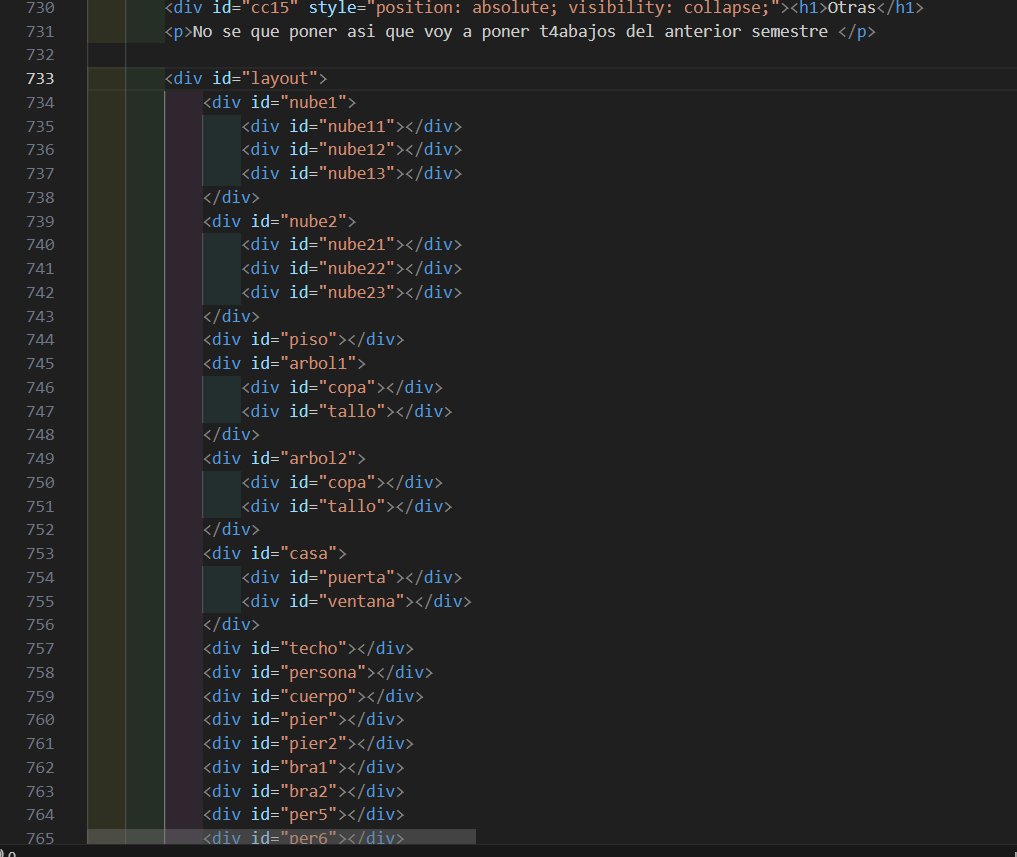 730 <div id="cc15" style="position: absolute; visibility: collapse;"><h1>Otras</h1>
731 <p>No se que poner asi que voy a poner t4abajos del anterior semestre </p>
732
733 <div id="layout">
734 <div id="nube1">
735 <div id="nube11"></div>
736 <div id="nube12"></div>
737 <div id="nube13"></div>
738 </div>
739 <div id="nube2">
740 <div id="nube21"></div>
741 <div id="nube22"></div>
742 <div id="nube23"></div>
743 </div>
744 <div id="piso"></div>
745 <div id="arbol1">
746 <div id="copa"></div>
747 <div id="tallo"></div>
748 </div>
749 <div id="arbol2">
750 <div id="copa"></div>
751 <div id="tallo"></div>
752 </div>
753 <div id="casa">
754 <div id="puerta"></div>
755 <div id="ventana"></div>
756 </div>
757 <div id="techo"></div>
758 <div id="persona"></div>
759 <div id="cuerpo"></div>
760 <div id="pier"></div>
761 <div id="pier2"></div>
762 <div id="bra1"></div>
763 <div id="bra2"></div>
764 <div id="per5"></div>
765 <div id="per6"></div>